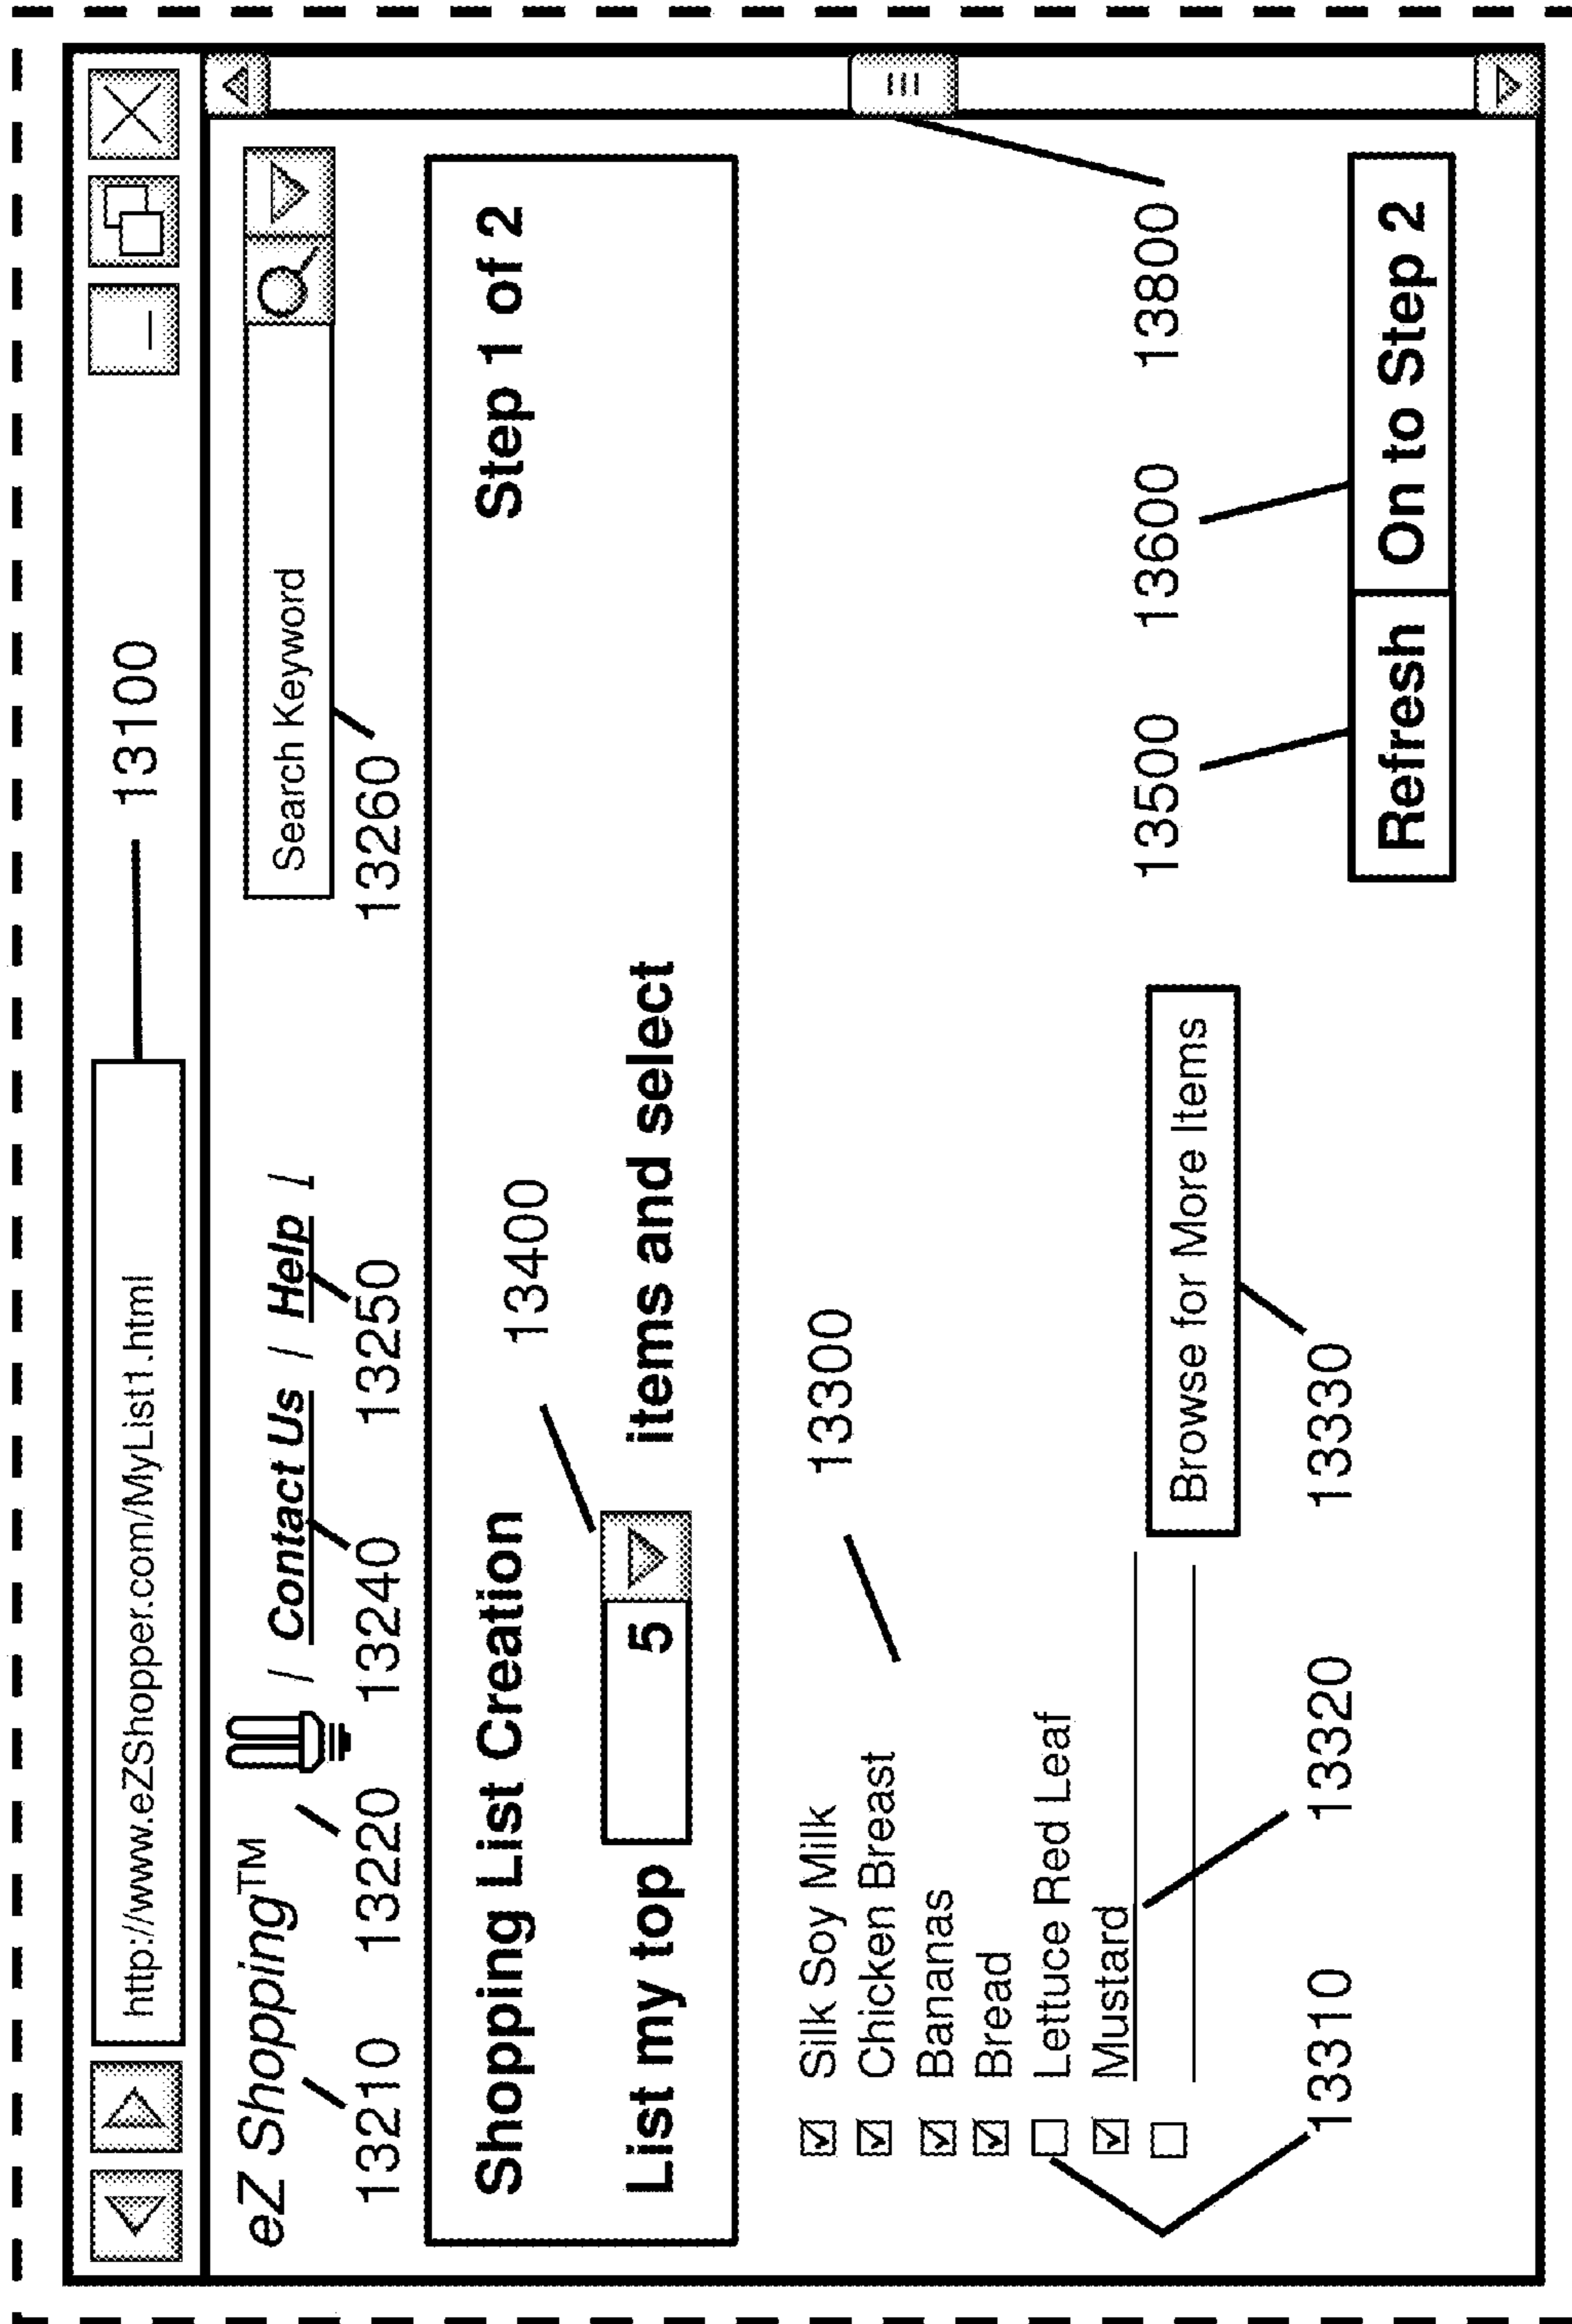 http://www.eZShopper.com/MyList1.html 13100
eZ Shopping™ / Contact Us / Help / Search Keyword
13210 13220 13240 13250 13260
Shopping List Creation Step 1 of 2
13400
List my top 5 items and select
Silk Soy Milk 13300
Chicken Breast
Bananas
Bread
Lettuce Red Leaf
Mustard
13500 13600 13800
Browse for More Items
13310 13320 13330
Refresh On to Step 2